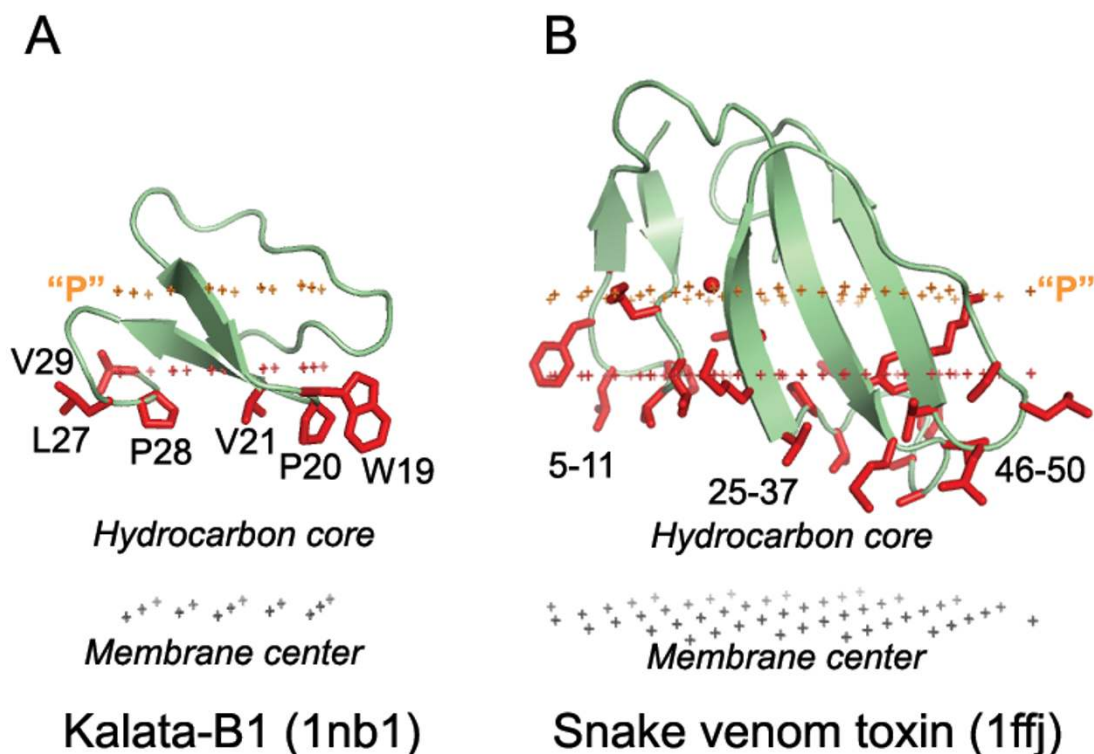 A
B
"P"
"P"
V29
L27
P28
V21
P20
W19
5-11
25-37
46-50
Hydrocarbon core
Hydrocarbon core
Membrane center
Membrane center
Kalata-B1 (1nb1)
Snake venom toxin (1ffj)